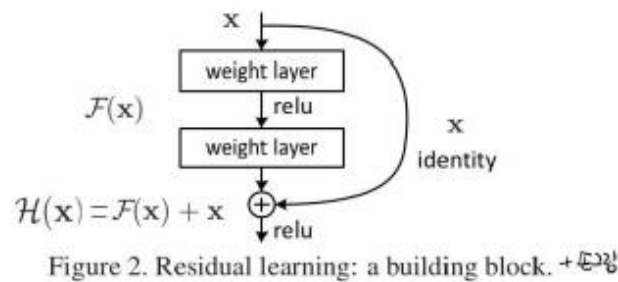 x
weight layer
F(x)
relu
x
weight layer
identity
H(x) = F(x) + x
relu
Figure 2. Residual learning: a building block.